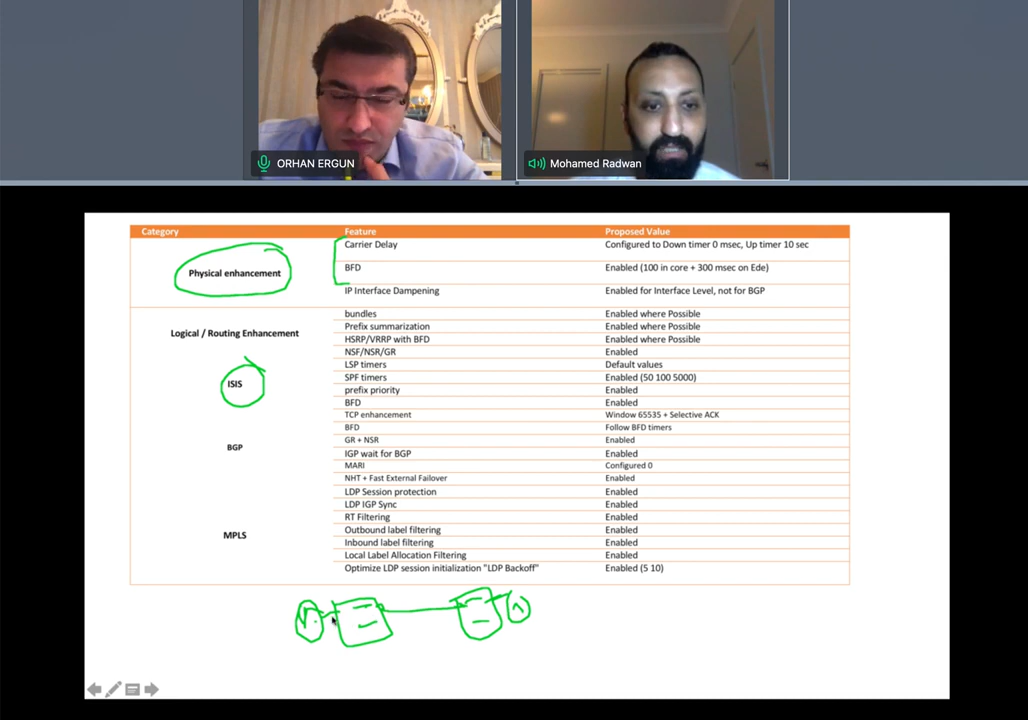 ORHAN ERGUN
Mohamed Radwan
Category Feature Proposed Value
Carrier Delay Configured to Down timer 0 msec, Up timer 10 sec
Physical enhancement BFD Enabled (100 in core + 300 msec on Ede)
IP Interface Dampening Enabled for Interface Level, not for BGP
bundles Enabled where Possible
Prefix summarization Enabled where Possible
Logical / Routing Enhancement HSRP/VRRP with BFD Enabled where Possible
NSF/NSR/GR Enabled
LSP timers Default values
SPF timers Enabled (50 100 5000)
ISIS prefix priority Enabled
BFD Enabled
TCP enhancement Window 65535 + Selective ACK
BFD Follow BFD timers
GR + NSR Enabled
BGP IGP wait for BGP Enabled
MARI Configured 0
NHT + Fast External Failover Enabled
LDP Session protection Enabled
LDP IGP Sync Enabled
RT Filtering Enabled
MPLS Outbound label filtering Enabled
Inbound label filtering Enabled
Local Label Allocation Filtering Enabled
Optimize LDP session initialization "LDP Backoff" Enabled (5 10)